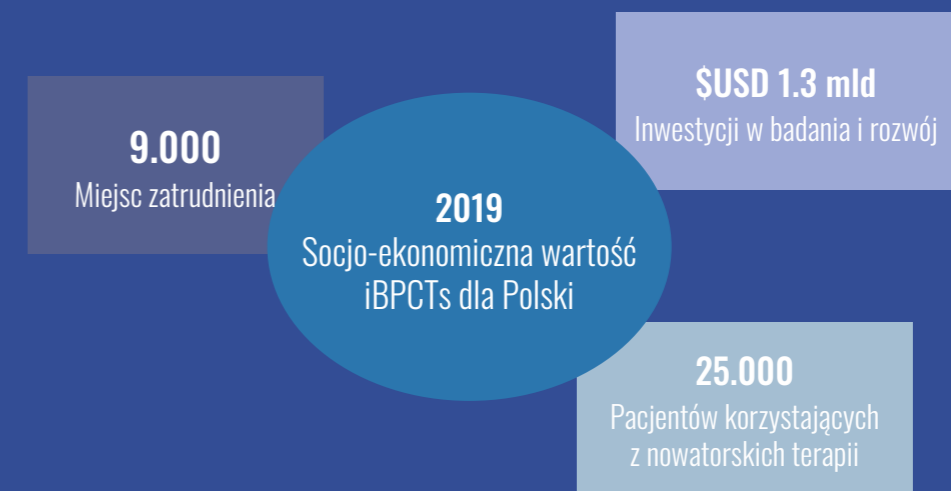 $USD 1.3 mld
Inwestycji w badania i rozwój
9.000
Miejsc zatrudnienia
2019
Socjo-ekonomiczna wartość
iBPCTs dla Polski
25.000
Pacjentów korzystających
z nowatorskich terapii